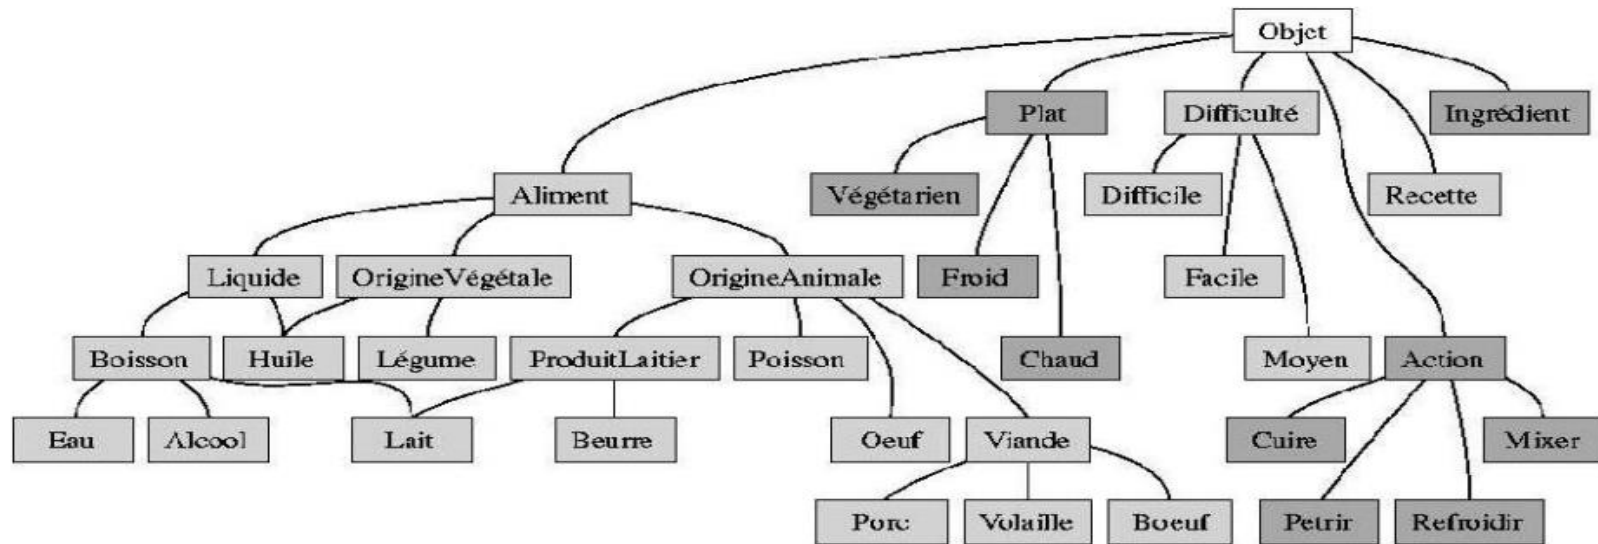 Objet
Plat
Difficulté
Ingrédient
Aliment
Végétarien
Difficile
Recette
Liquide
OrigineVégétale
OrigineAnimale
Froid
Facile
Boisson
Huile
Légume
ProduitLaitier
Poisson
Chaud
Moyen
Action
Eau
Alcool
Lait
Beurre
Oeuf
Viande
Cuire
Mixer
Porc
Volaille
Boeuf
Petrir
Refroidir